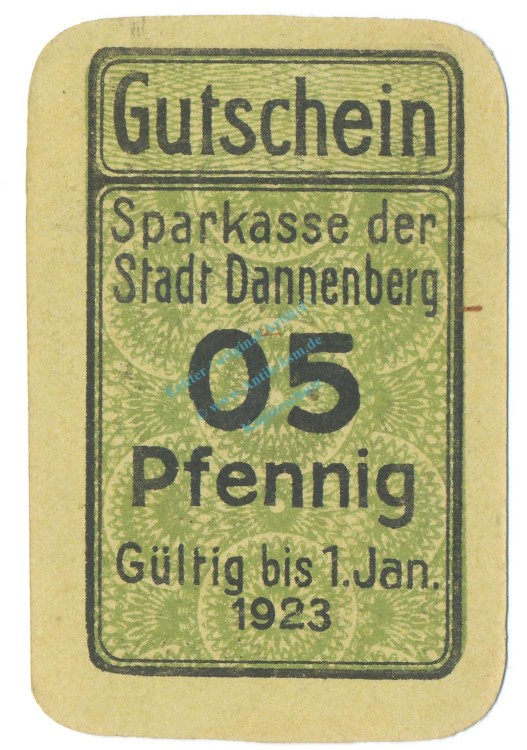 Gutschein
Sparkasse der
Stadt Dannenberg
05
Pfennig
Gültig bis 1. Jan.
1923